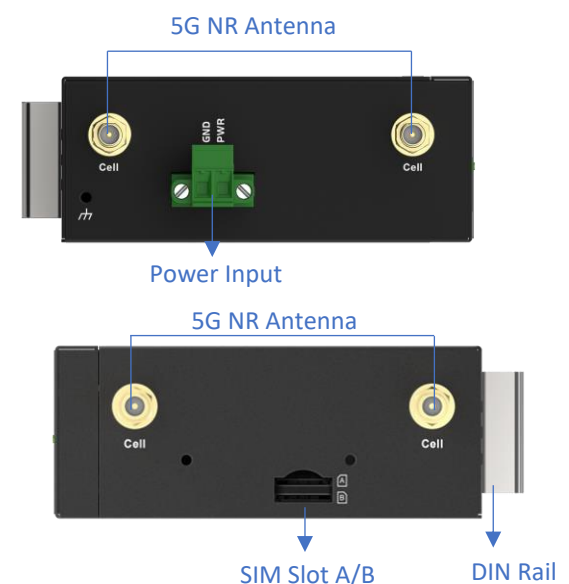 5G NR Antenna
GND
PWR
Cell
Cell
Power Input
5G NR Antenna
Cell
Cell
A
B
SIM Slot A/B
DIN Rail